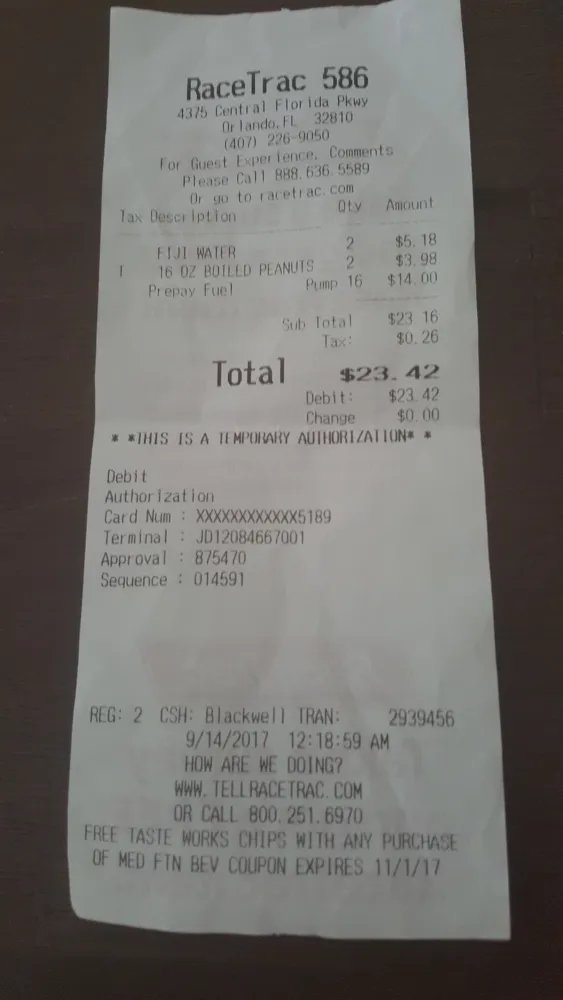 RaceTrac 586
4375 Central Florida Pkwy
Orlando, FL 32810
(407) 226-9050
For Guest Experience, Comments
Please Call 888.636.5589
Or go to racetrac.com
Tax Description Qty Amount
FIJI WATER 2 $5.18
T 16 OZ BOILED PEANUTS 2 $3.98
Prepay Fuel Pump 16 $14.00
Sub Total $23 16
Tax: $0.26
Total $23.42
Debit: $23.42
Change $0.00
* *THIS IS A TEMPORARY AUTHORIZATION* *
Debit
Authorization
Card Num : XXXXXXXXXXXX5189
Terminal : JD12084667001
Approval : 875470
Sequence : 014591
REG: 2 CSH: Blackwell TRAN: 2939456
9/14/2017 12:18:59 AM
HOW ARE WE DOING?
WWW.TELLRACETRAC.COM
OR CALL 800.251.6970
FREE TASTE WORKS CHIPS WITH ANY PURCHASE
OF MED FTN BEV COUPON EXPIRES 11/1/17